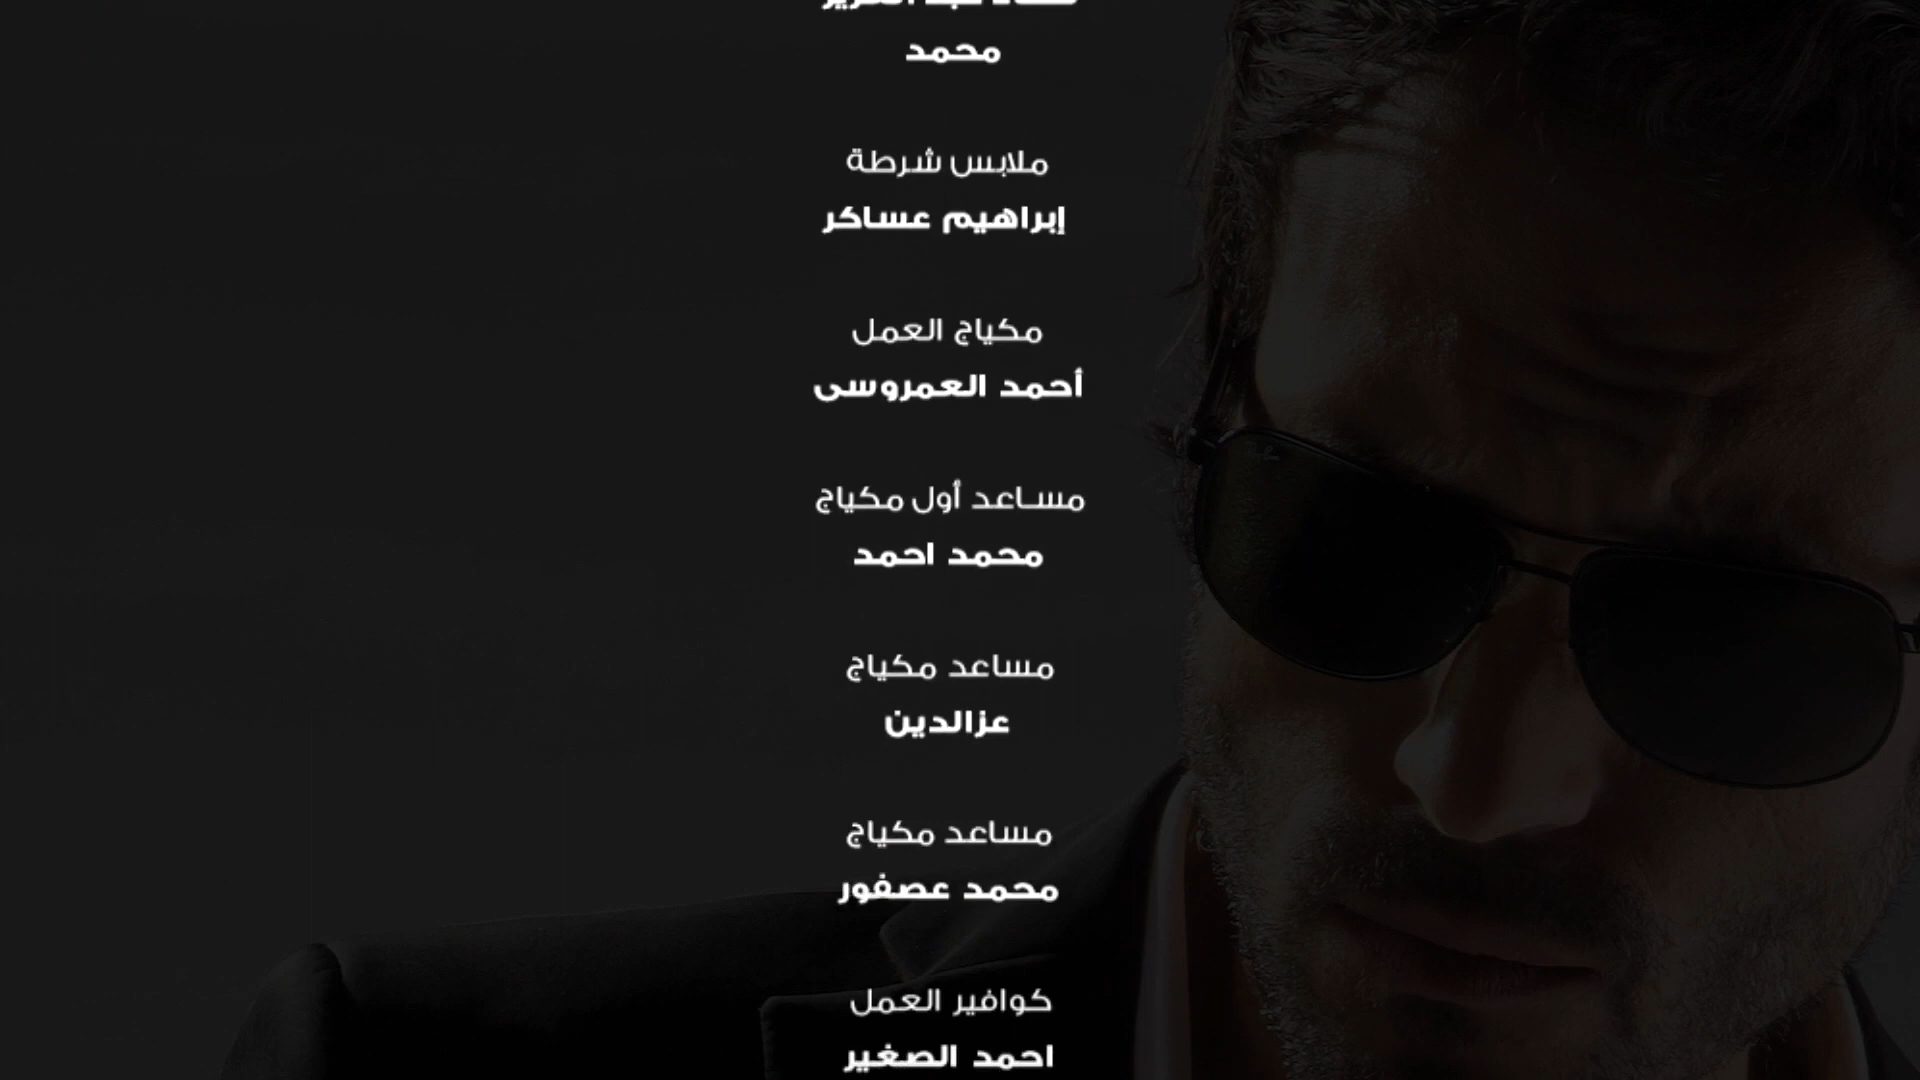 محمد
ملابس شرطة
إبراهيم عساكر
مكياج العمل
أحمد العمروسى
مساعد أول مكياج
محمد احمد
مساعد مكياج
عزالدين
مساعد مكياج
محمد عصفور
كوافير العمل
احمد الصغير